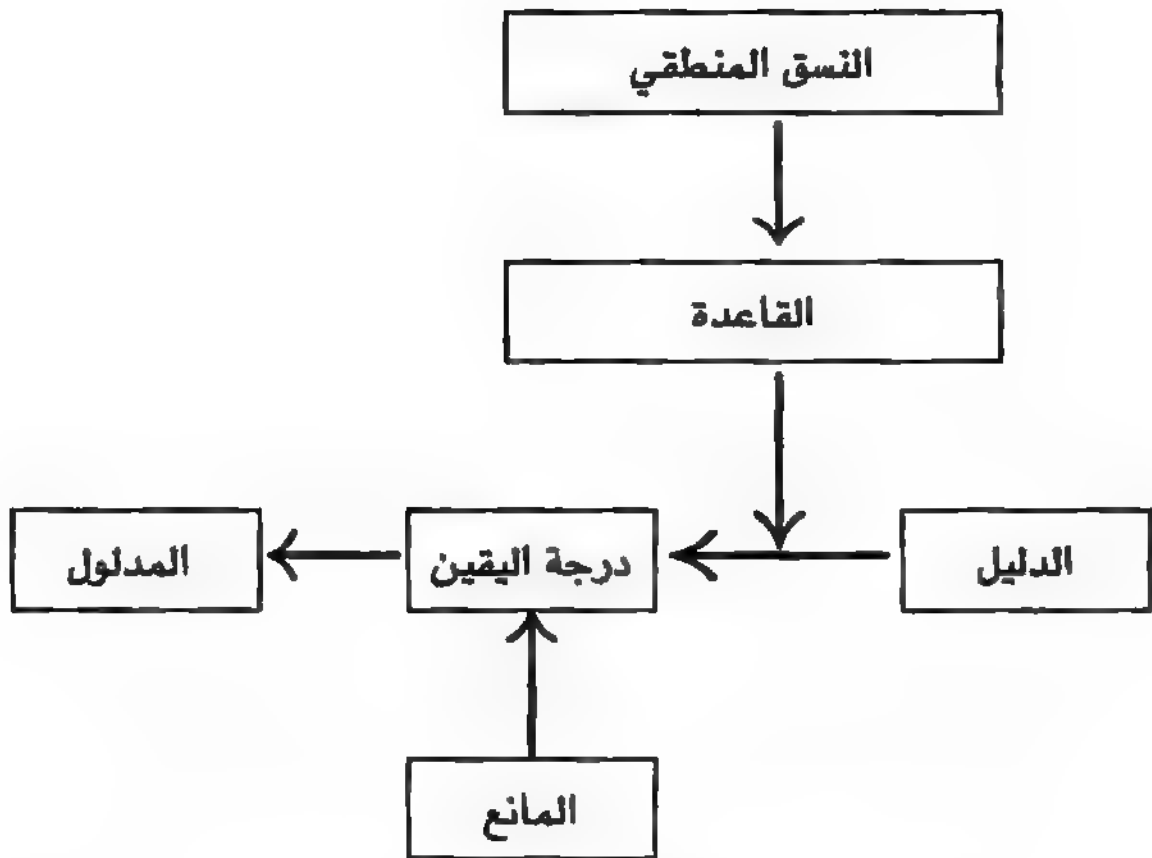 النسق المنطقي
القاعدة
الدليل
درجة اليقين
المدلول
المانع